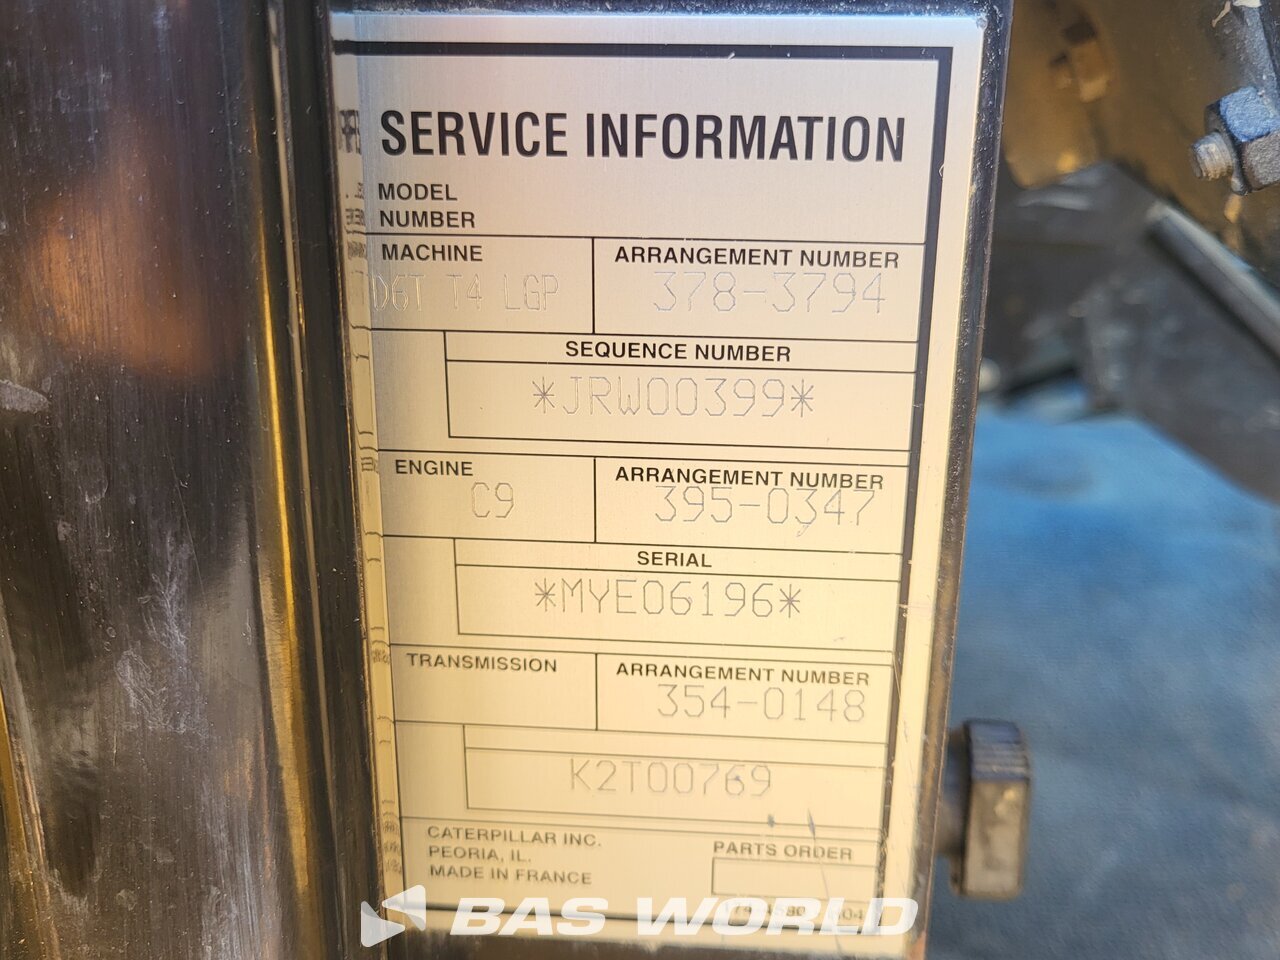 SERVICE INFORMATION
MODEL
NUMBER
MACHINE
ARRANGEMENT NUMBER
D6T T4 LGP
378-3794
SEQUENCE NUMBER
*JRW00399*
ENGINE
ARRANGEMENT NUMBER
C9
395-0347
SERIAL
*MYE06196*
TRANSMISSION
ARRANGEMENT NUMBER
354-0148
K2T00769
CATERPILLAR INC.
PEORIA, IL.
MADE IN FRANCE
PARTS ORDER
BAS WORLD